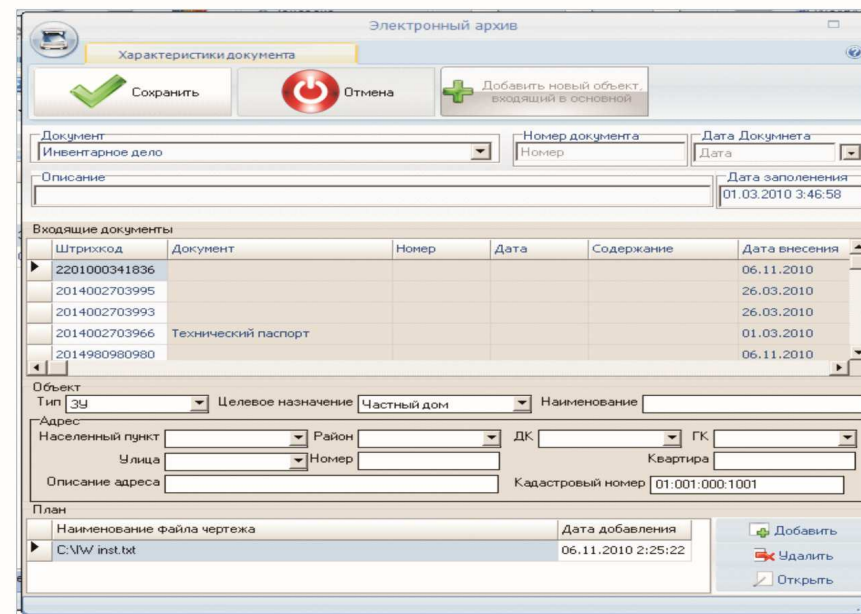 Электронный архив
Характеристики документа
Сохранить
Отмена
Добавить новый объект, входящий в основной
Документ
Номер документа
Дата Докумнета
Инвентарное дело
Номер
Дата
Описание
Дата заполенения
01.03.2010 3:46:58
Входящие документы
Штрихкод Документ Номер Дата Содержание Дата внесения
2201000341836 06.11.2010
2014002703995 26.03.2010
2014002703993 26.03.2010
2014002703966 Технический паспорт 01.03.2010
2014980980980 06.11.2010
Объект
Тип ЗУ Целевое назначение Частный дом Наименование
Адрес
Населенный пункт Район ДК ГК
Улица Номер Квартира
Описание адреса Кадастровый номер 01:001:000:1001
План
Наименование файла чертежа Дата добавления
C:\IW inst.txt 06.11.2010 2:25:22
Добавить
Удалить
Открыть